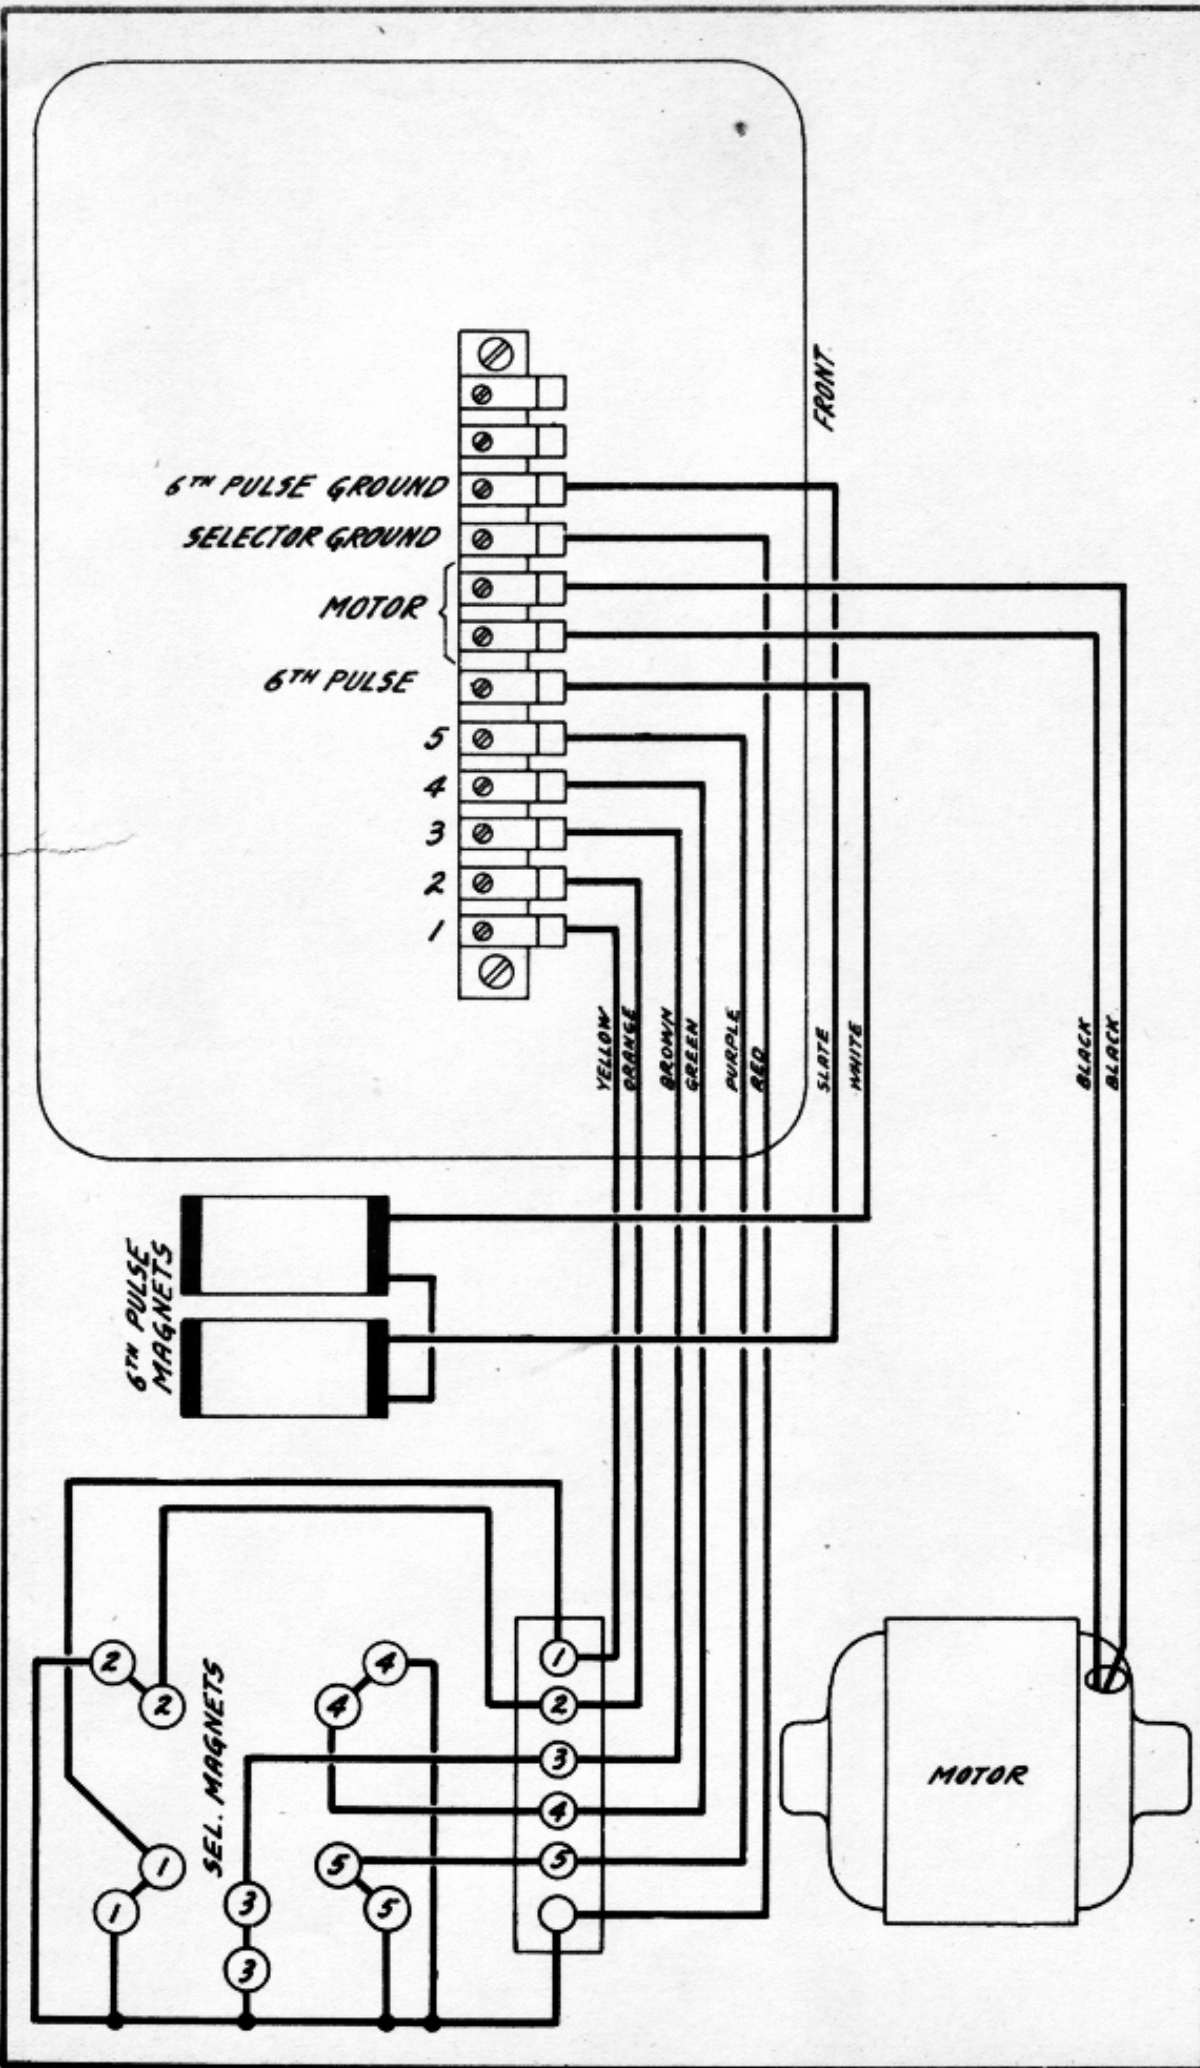 FRONT.
6TH PULSE GROUND
SELECTOR GROUND
MOTOR
6TH PULSE
5
4
3
2
1
YELLOW
ORANGE
BROWN
GREEN
PURPLE
RED
SLATE
WHITE
BLACK
BLACK
6TH PULSE
MAGNETS
SEL. MAGNETS
2
2
4
4
1
1
3
3
5
5
1
2
3
4
5
MOTOR